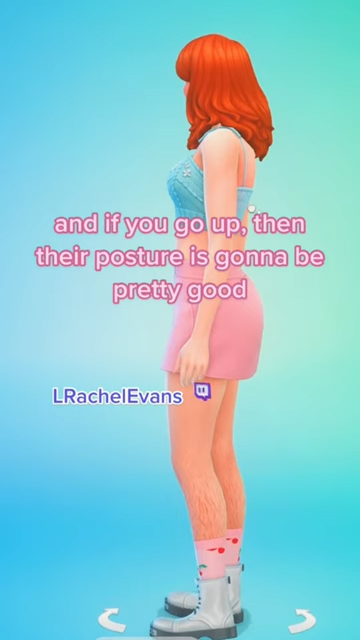 and if you go up, then
their posture is gonna be
pretty good
LRachelEvans